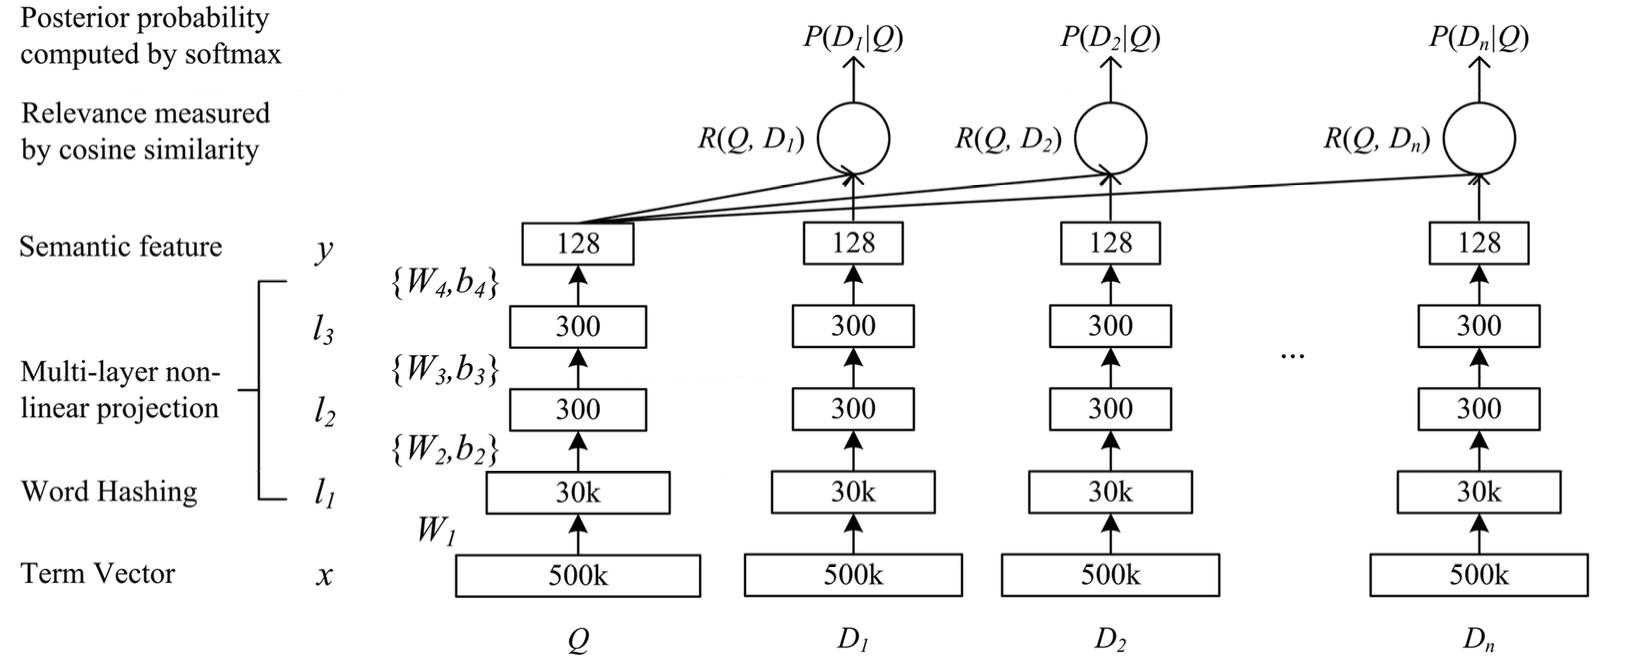 Posterior probability
computed by softmax
P(D1|Q) P(D2|Q) P(Dn|Q)
Relevance measured
by cosine similarity
R(Q, D1) R(Q, D2) R(Q, Dn)
Semantic feature y 128 128 128 128
{W4,b4}
l3 300 300 300 300
{W3,b3}
...
Multi-layer non-
linear projection
l2 300 300 300 300
{W2,b2}
Word Hashing l1 30k 30k 30k 30k
W1
Term Vector x 500k 500k 500k 500k
Q D1 D2 Dn